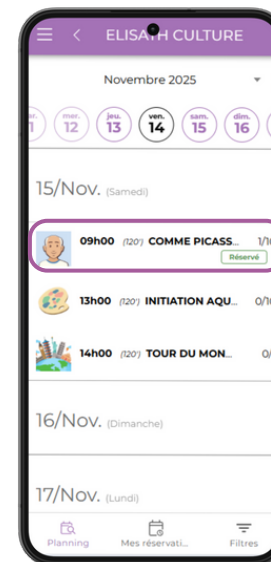 ELISATH CULTURE
Novembre 2025
mer. jeu. ven. sam. dim.
12 13 14 15 16
15/Nov. (Samedi)
09h00 (120') COMME PICASS...
Réservé
13h00 (120') INITIATION AQU...
14h00 (120') TOUR DU MON...
16/Nov. (Dimanche)
17/Nov. (Lundi)
Planning Mes réservati... Filtres